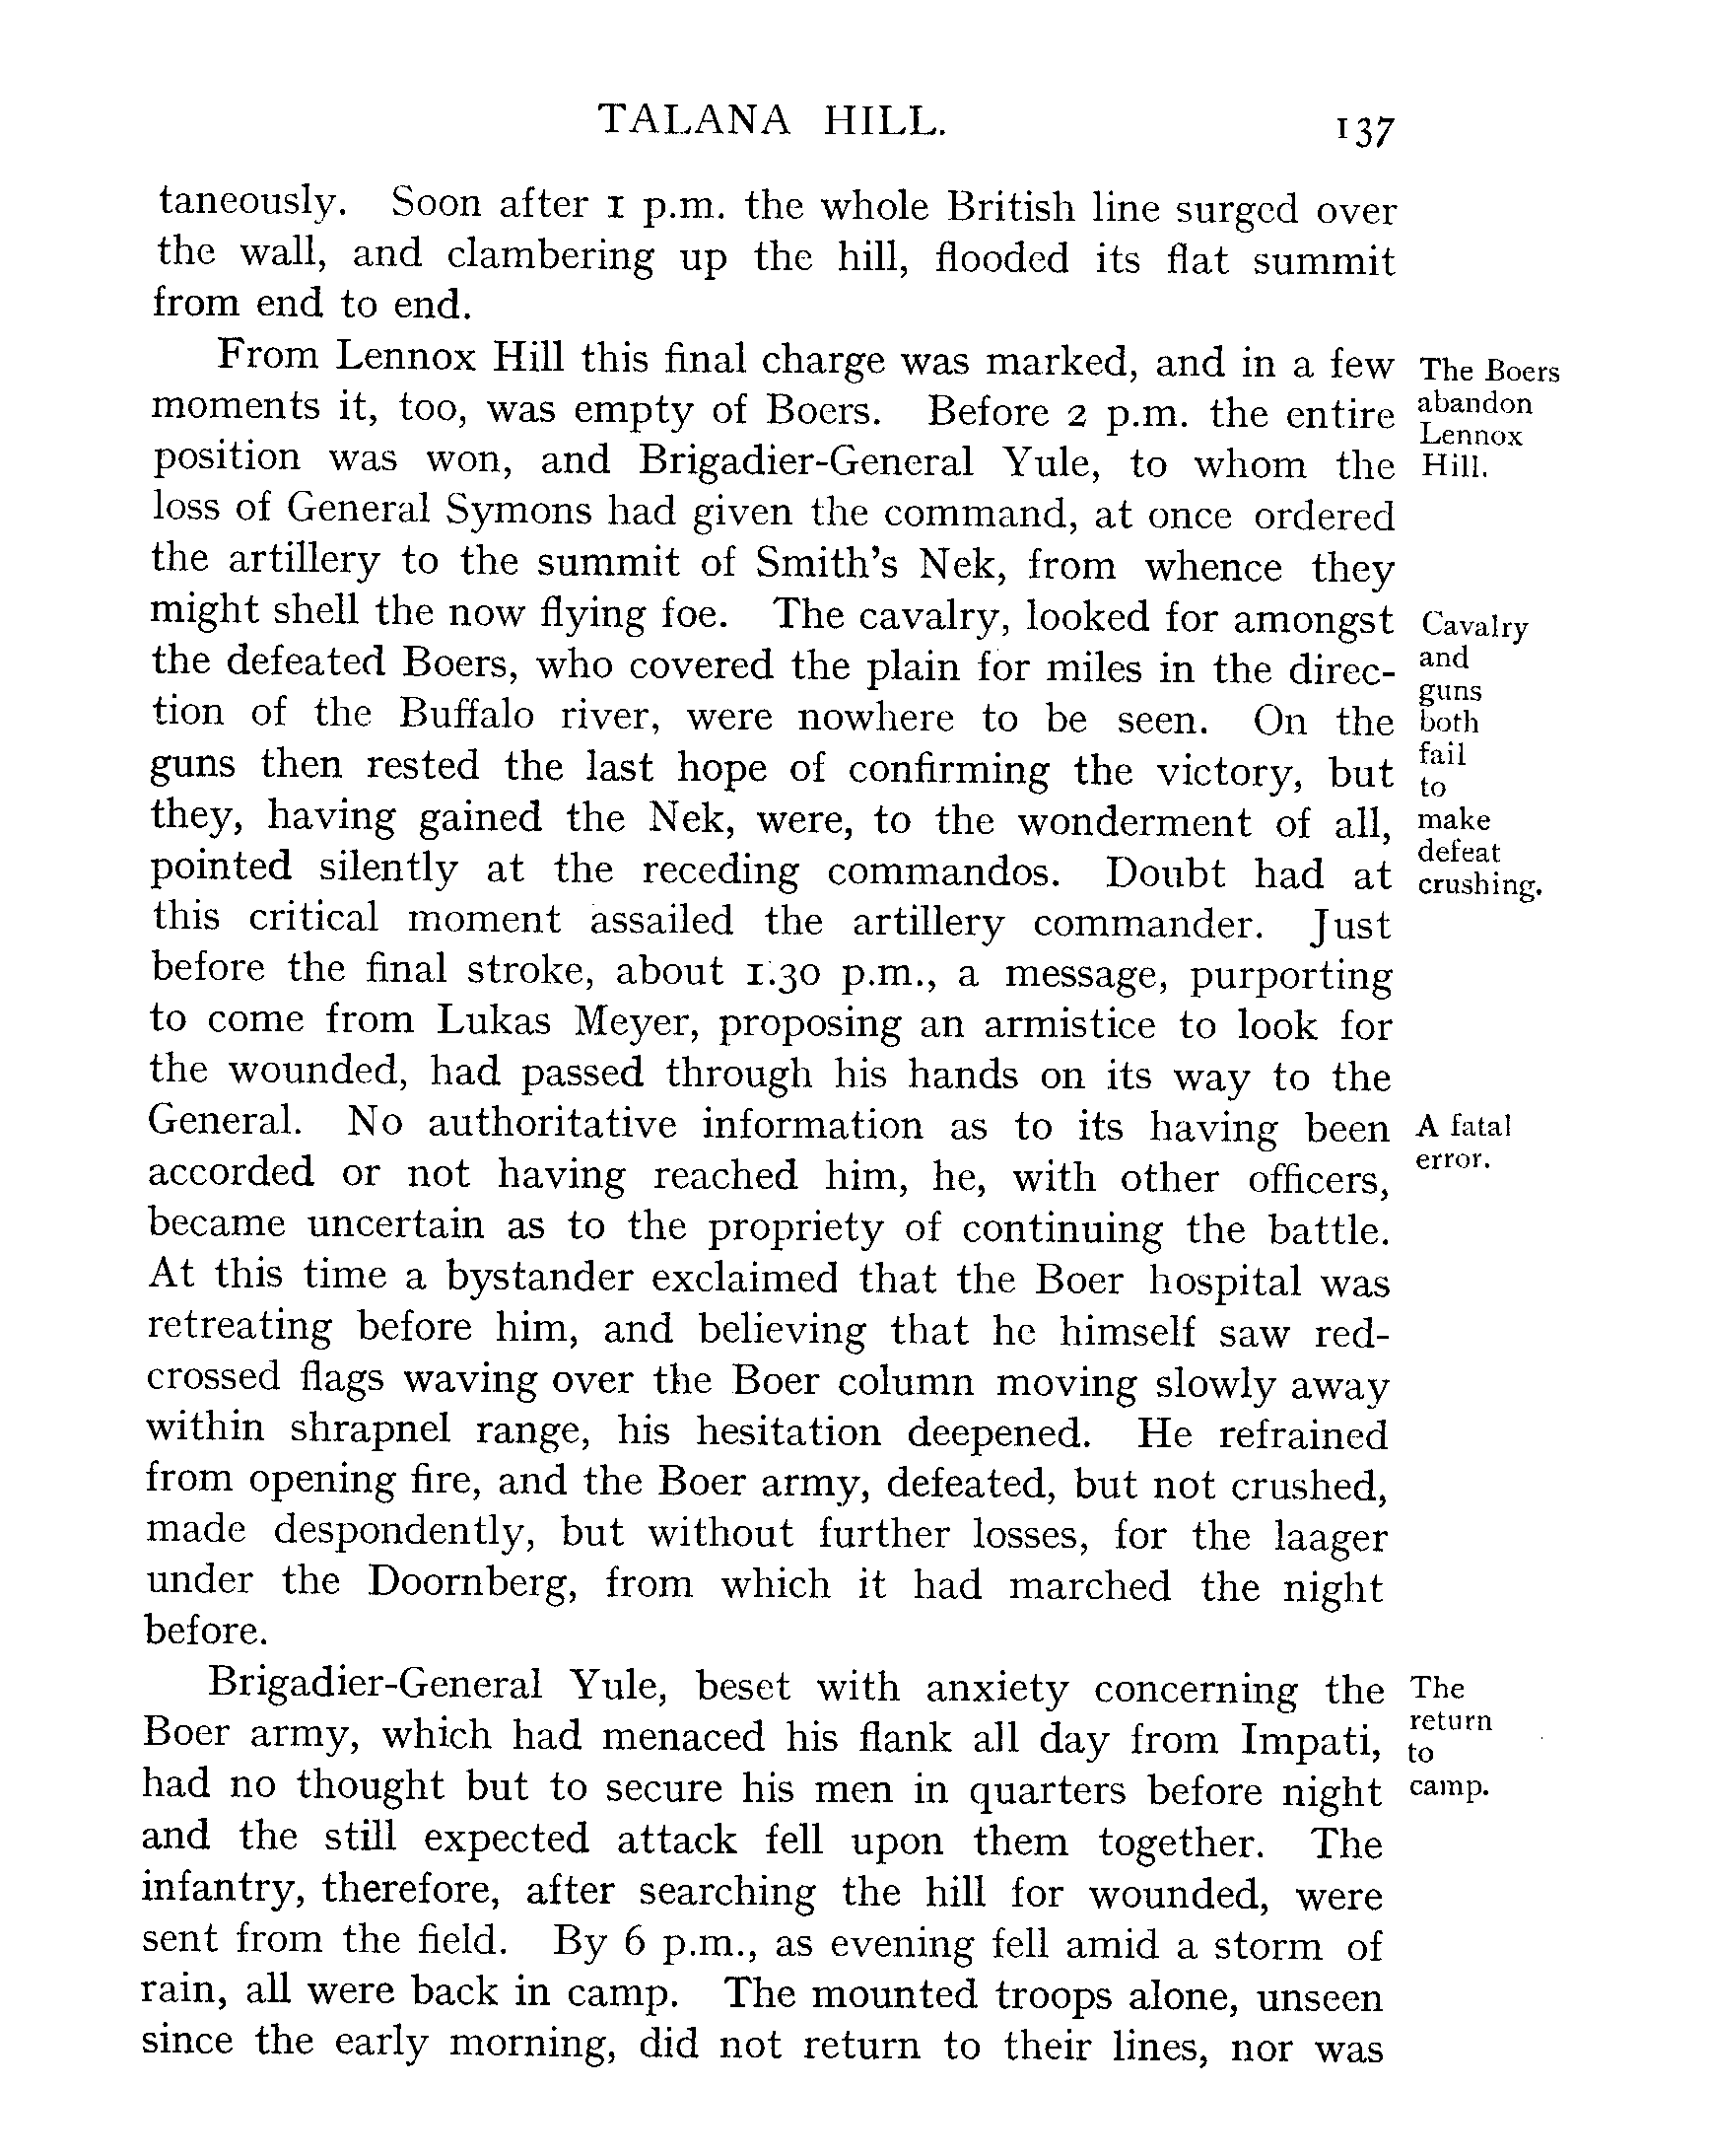 TALANA HILL. 137
taneously. Soon after 1 p.m. the whole British line surged over
the wall, and clambering up the hill, flooded its flat summit
from end to end.
From Lennox Hill this final charge was marked, and in a few
moments it, too, was empty of Boers. Before 2 p.m. the entire
position was won, and Brigadier-General Yule, to whom the
loss of General Symons had given the command, at once ordered
the artillery to the summit of Smith's Nek, from whence they
might shell the now flying foe. The cavalry, looked for amongst
the defeated Boers, who covered the plain for miles in the direc-
tion of the Buffalo river, were nowhere to be seen. On the
guns then rested the last hope of confirming the victory, but
they, having gained the Nek, were, to the wonderment of all,
pointed silently at the receding commandos. Doubt had at
this critical moment assailed the artillery commander. Just
before the final stroke, about 1.30 p.m., a message, purporting
to come from Lukas Meyer, proposing an armistice to look for
the wounded, had passed through his hands on its way to the
General. No authoritative information as to its having been
accorded or not having reached him, he, with other officers,
became uncertain as to the propriety of continuing the battle.
At this time a bystander exclaimed that the Boer hospital was
retreating before him, and believing that he himself saw red-
crossed flags waving over the Boer column moving slowly away
within shrapnel range, his hesitation deepened. He refrained
from opening fire, and the Boer army, defeated, but not crushed,
made despondently, but without further losses, for the laager
under the Doornberg, from which it had marched the night
before.
Brigadier-General Yule, beset with anxiety concerning the
Boer army, which had menaced his flank all day from Impati,
had no thought but to secure his men in quarters before night
and the still expected attack fell upon them together. The
infantry, therefore, after searching the hill for wounded, were
sent from the field. By 6 p.m., as evening fell amid a storm of
rain, all were back in camp. The mounted troops alone, unseen
since the early morning, did not return to their lines, nor was
The Boers
abandon
Lennox
Hill.
Cavalry
and
guns
both
fail
to
make
defeat
crushing.
A fatal
error.
The
return
to
camp.